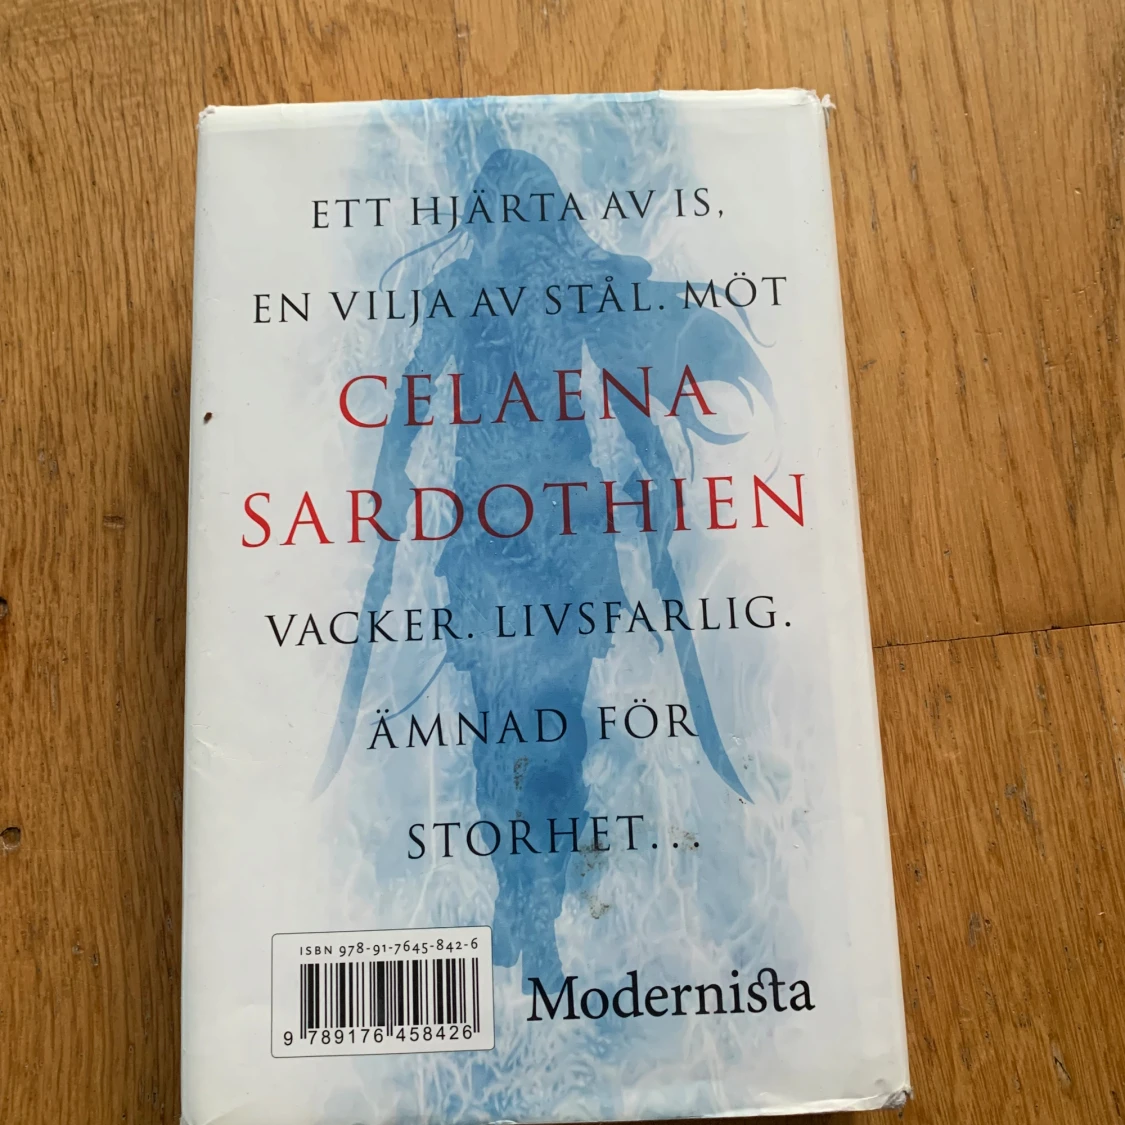 ETT HJÄRTA AV IS,
EN VILJA AV STÅL. MÖT
CELAENA
SARDOTHIEN
VACKER. LIVSFARLIG.
ÄMNAD FÖR
STORHET...
ISBN 978-91-7645-842-6
9 789176 458426
Modernista